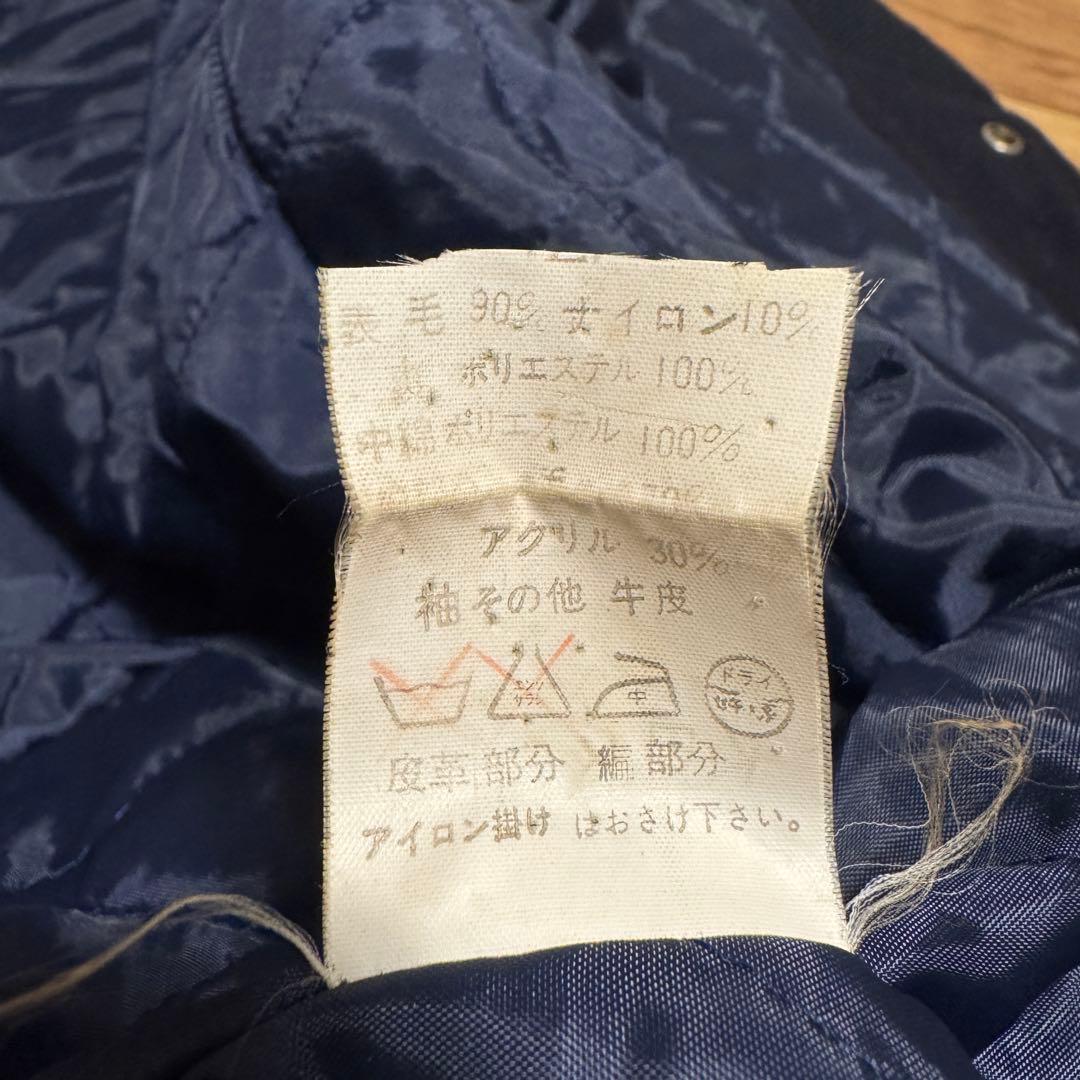 表 毛 90% ナイロン10%
裏 ポリエステル 100%
中綿 ポリエステル 100%
70%
アクリル 30%
袖その他 牛皮
中 ドライ
皮革部分 編部分
アイロン掛け はおさけ下さい。